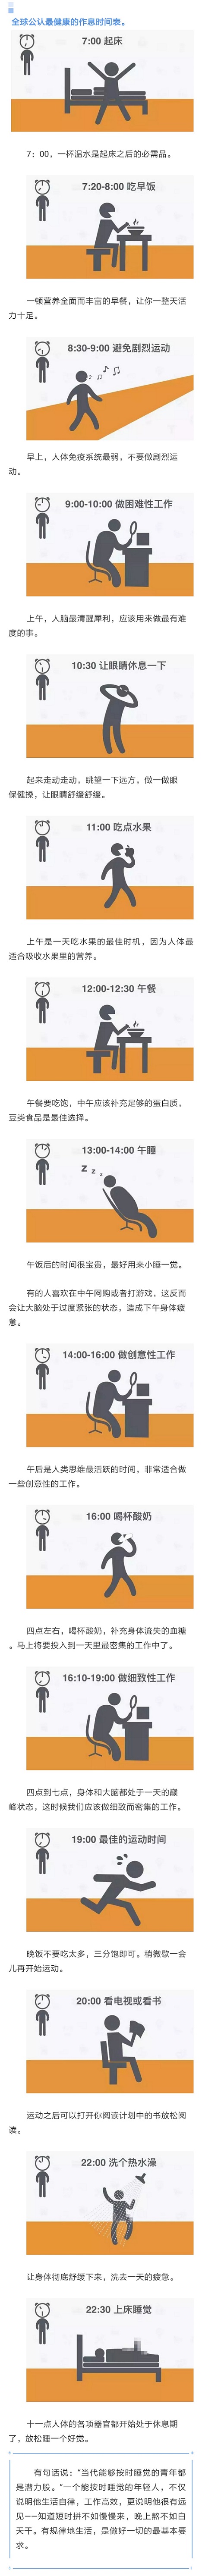 全球公认最健康的作息时间表。
7:00 起床
7：00，一杯温水是起床之后的必需品。
7:20-8:00 吃早饭
一顿营养全面而丰富的早餐，让你一整天活
力十足。
8:30-9:00 避免剧烈运动
早上，人体免疫系统最弱，不要做剧烈运
动。
9:00-10:00 做困难性工作
上午，人脑最清醒犀利，应该用来做最有难
度的事。
10:30 让眼睛休息一下
起来走动走动，眺望一下远方，做一做眼
保健操，让眼睛舒缓舒缓。
11:00 吃点水果
上午是一天吃水果的最佳时机，因为人体最
适合吸收水果里的营养。
12:00-12:30 午餐
午餐要吃饱，中午应该补充足够的蛋白质，
豆类食品是最佳选择。
13:00-14:00 午睡
z z z
午饭后的时间很宝贵，最好用来小睡一觉。
有的人喜欢在中午网购或者打游戏，这反而
会让大脑处于过度紧张的状态，造成下午身体疲
惫。
14:00-16:00 做创意性工作
午后是人类思维最活跃的时间，非常适合做
一些创意性的工作。
16:00 喝杯酸奶
四点左右，喝杯酸奶，补充身体流失的血糖
。马上将要投入到一天里最密集的工作中了。
16:10-19:00 做细致性工作
四点到七点，身体和大脑都处于一天的巅
峰状态，这时候我们应该做细致而密集的工作。
19:00 最佳的运动时间
晚饭不要吃太多，三分饱即可。稍微歇一会
儿再开始运动。
20:00 看电视或看书
运动之后可以打开你阅读计划中的书放松阅
读。
22:00 洗个热水澡
让身体彻底舒缓下来，洗去一天的疲惫。
22:30 上床睡觉
十一点人体的各项器官都开始处于休息期
了，放松睡一个好觉。
有句话说：“当代能够按时睡觉的青年都
是潜力股。”一个能按时睡觉的年轻人，不仅
说明他生活自律，工作高效，更说明他很有远
见——知道短时拼不如慢慢来，晚上熬不如白
天干。有规律地生活，是做好一切的最基本要
求。